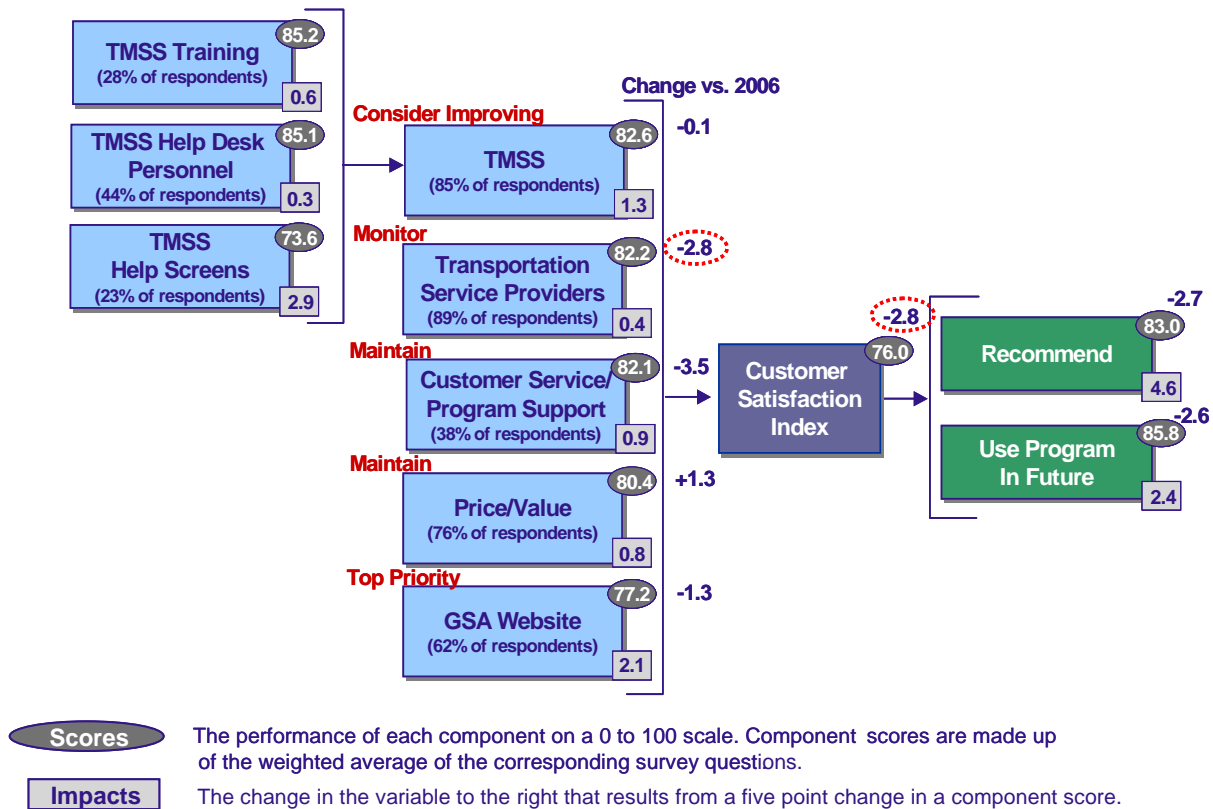 85.2
TMSS Training
(28% of respondents)
0.6
85.1
TMSS Help Desk
Personnel
(44% of respondents)
0.3
73.6
TMSS
Help Screens
(23% of respondents)
2.9
Change vs. 2006
Consider Improving
82.6
-0.1
TMSS
(85% of respondents)
1.3
Monitor
82.2
-2.8
Transportation
Service Providers
(89% of respondents)
0.4
Maintain
82.1
-3.5
Customer Service/
Program Support
(38% of respondents)
0.9
Maintain
80.4
+1.3
Price/Value
(76% of respondents)
0.8
Top Priority
77.2
-1.3
GSA Website
(62% of respondents)
2.1
-2.8
76.0
Customer
Satisfaction
Index
-2.7
83.0
Recommend
4.6
-2.6
85.8
Use Program
In Future
2.4
Scores
The performance of each component on a 0 to 100 scale. Component scores are made up
of the weighted average of the corresponding survey questions.
Impacts
The change in the variable to the right that results from a five point change in a component score.